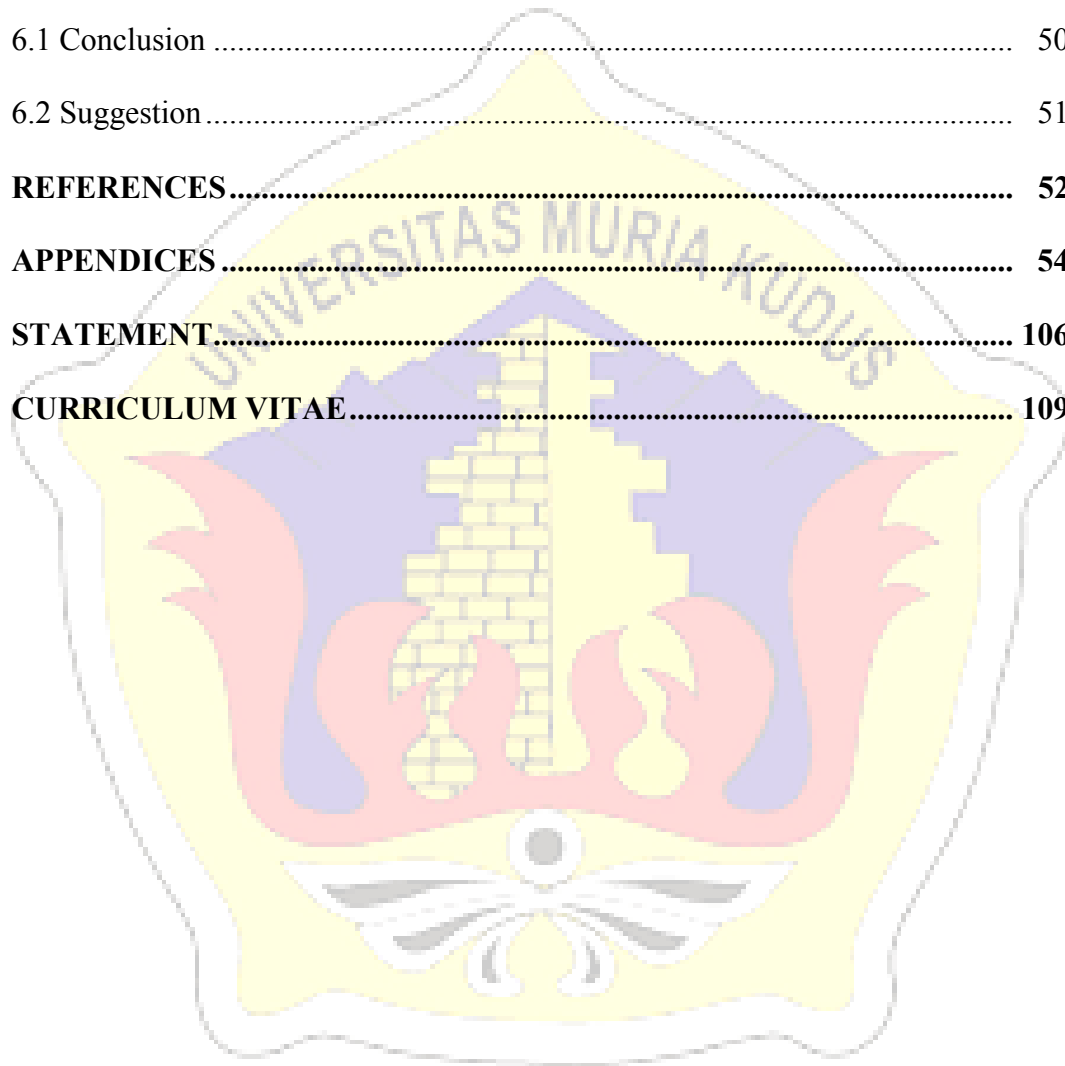 6.1 Conclusion ........................................................................................................ 50
6.2 Suggestion ......................................................................................................... 51
REFERENCES ...................................................................................................... 52
UNIVERSITAS MURIA KUDUS
APPENDICES ....................................................................................................... 54
STATEMENT ........................................................................................................ 106
CURRICULUM VITAE ........................................................................................ 109